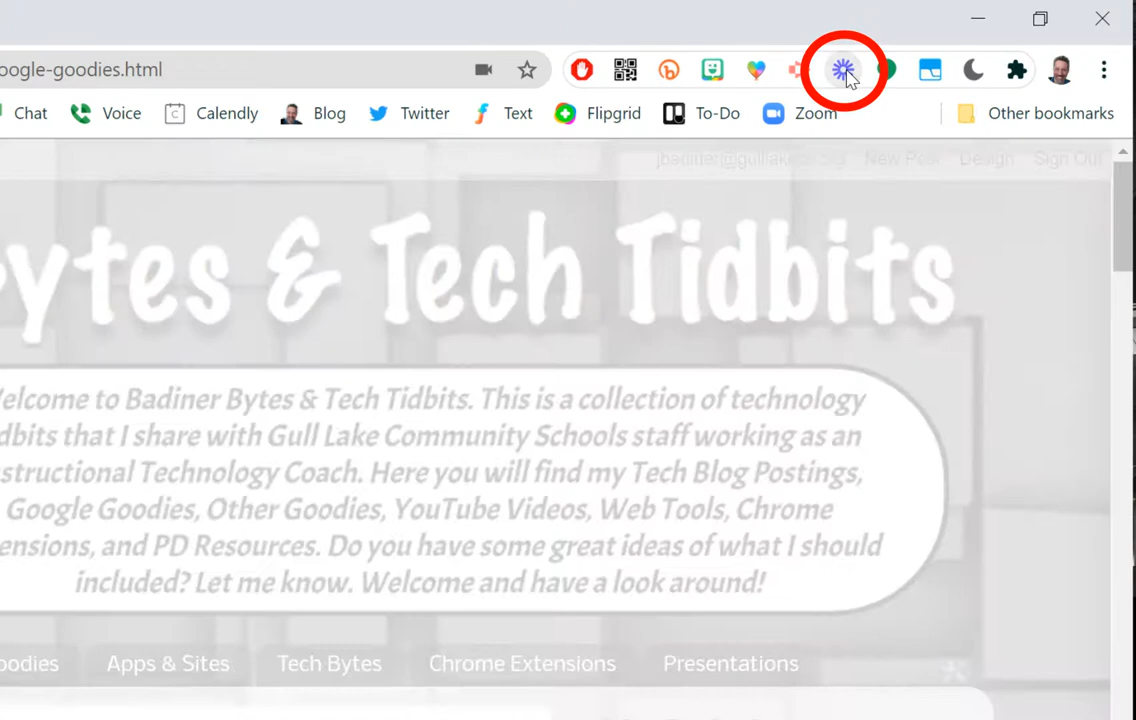 oogle-goodies.html
Chat Voice Calendly Blog Twitter Text Flipgrid To-Do Zoom Other bookmarks
New Post Design Sign Out
ytes & Tech Tidbits
elcome to Badiner Bytes & Tech Tidbits. This is a collection of technology
dbits that I share with Gull Lake Community Schools staff working as an
structional Technology Coach. Here you will find my Tech Blog Postings,
Google Goodies, Other Goodies, YouTube Videos, Web Tools, Chrome
ensions, and PD Resources. Do you have some great ideas of what I should
included? Let me know. Welcome and have a look around!
oodies Apps & Sites Tech Bytes Chrome Extensions Presentations